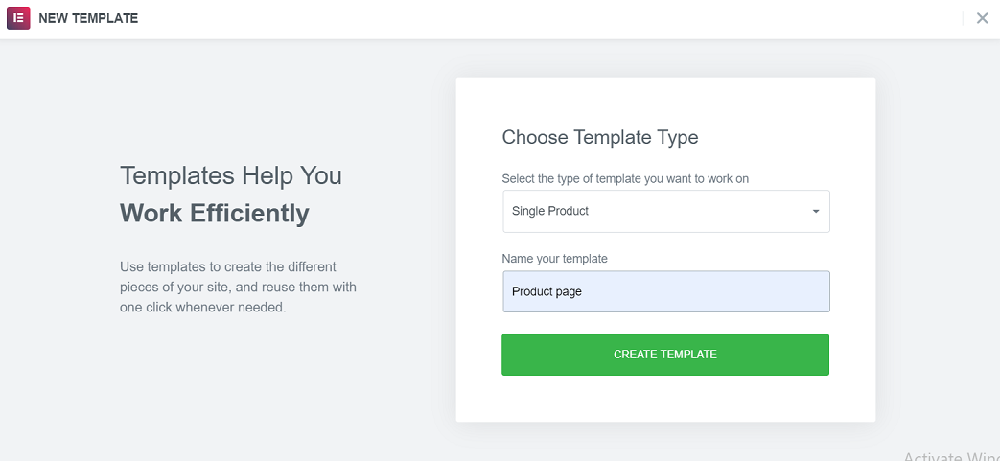 NEW TEMPLATE
Templates Help You
Work Efficiently
Use templates to create the different
pieces of your site, and reuse them with
one click whenever needed.
Choose Template Type
Select the type of template you want to work on
Single Product
Name your template
Product page
CREATE TEMPLATE
Activate